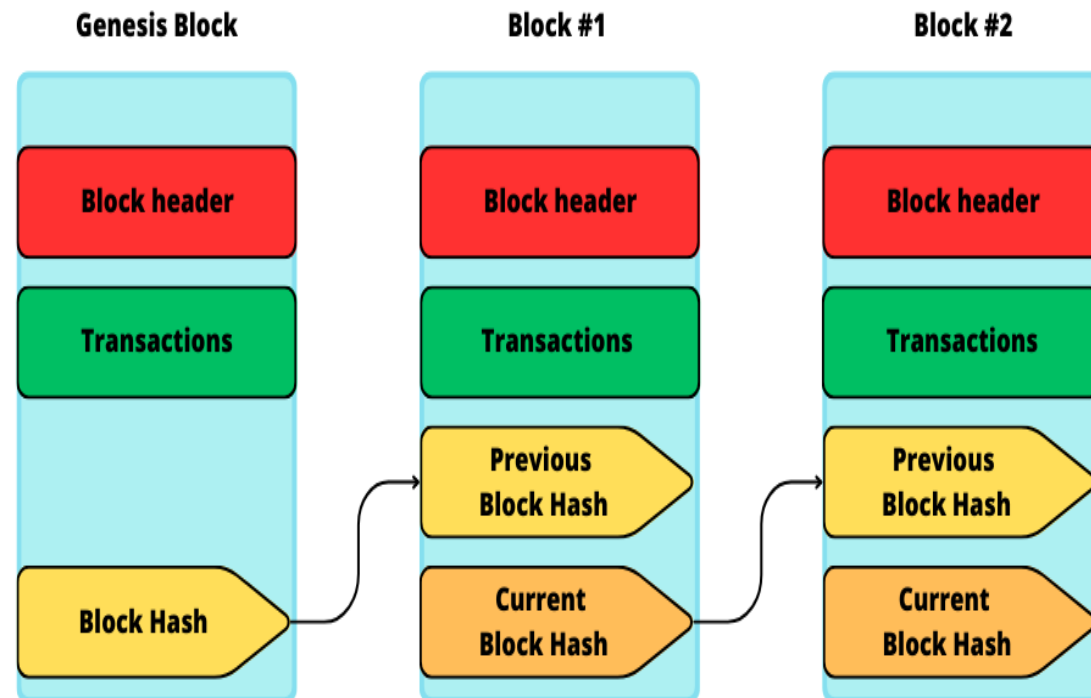 Genesis Block
Block header
Transactions
Block Hash
Block #1
Block header
Transactions
Previous
Block Hash
Current
Block Hash
Block #2
Block header
Transactions
Previous
Block Hash
Current
Block Hash